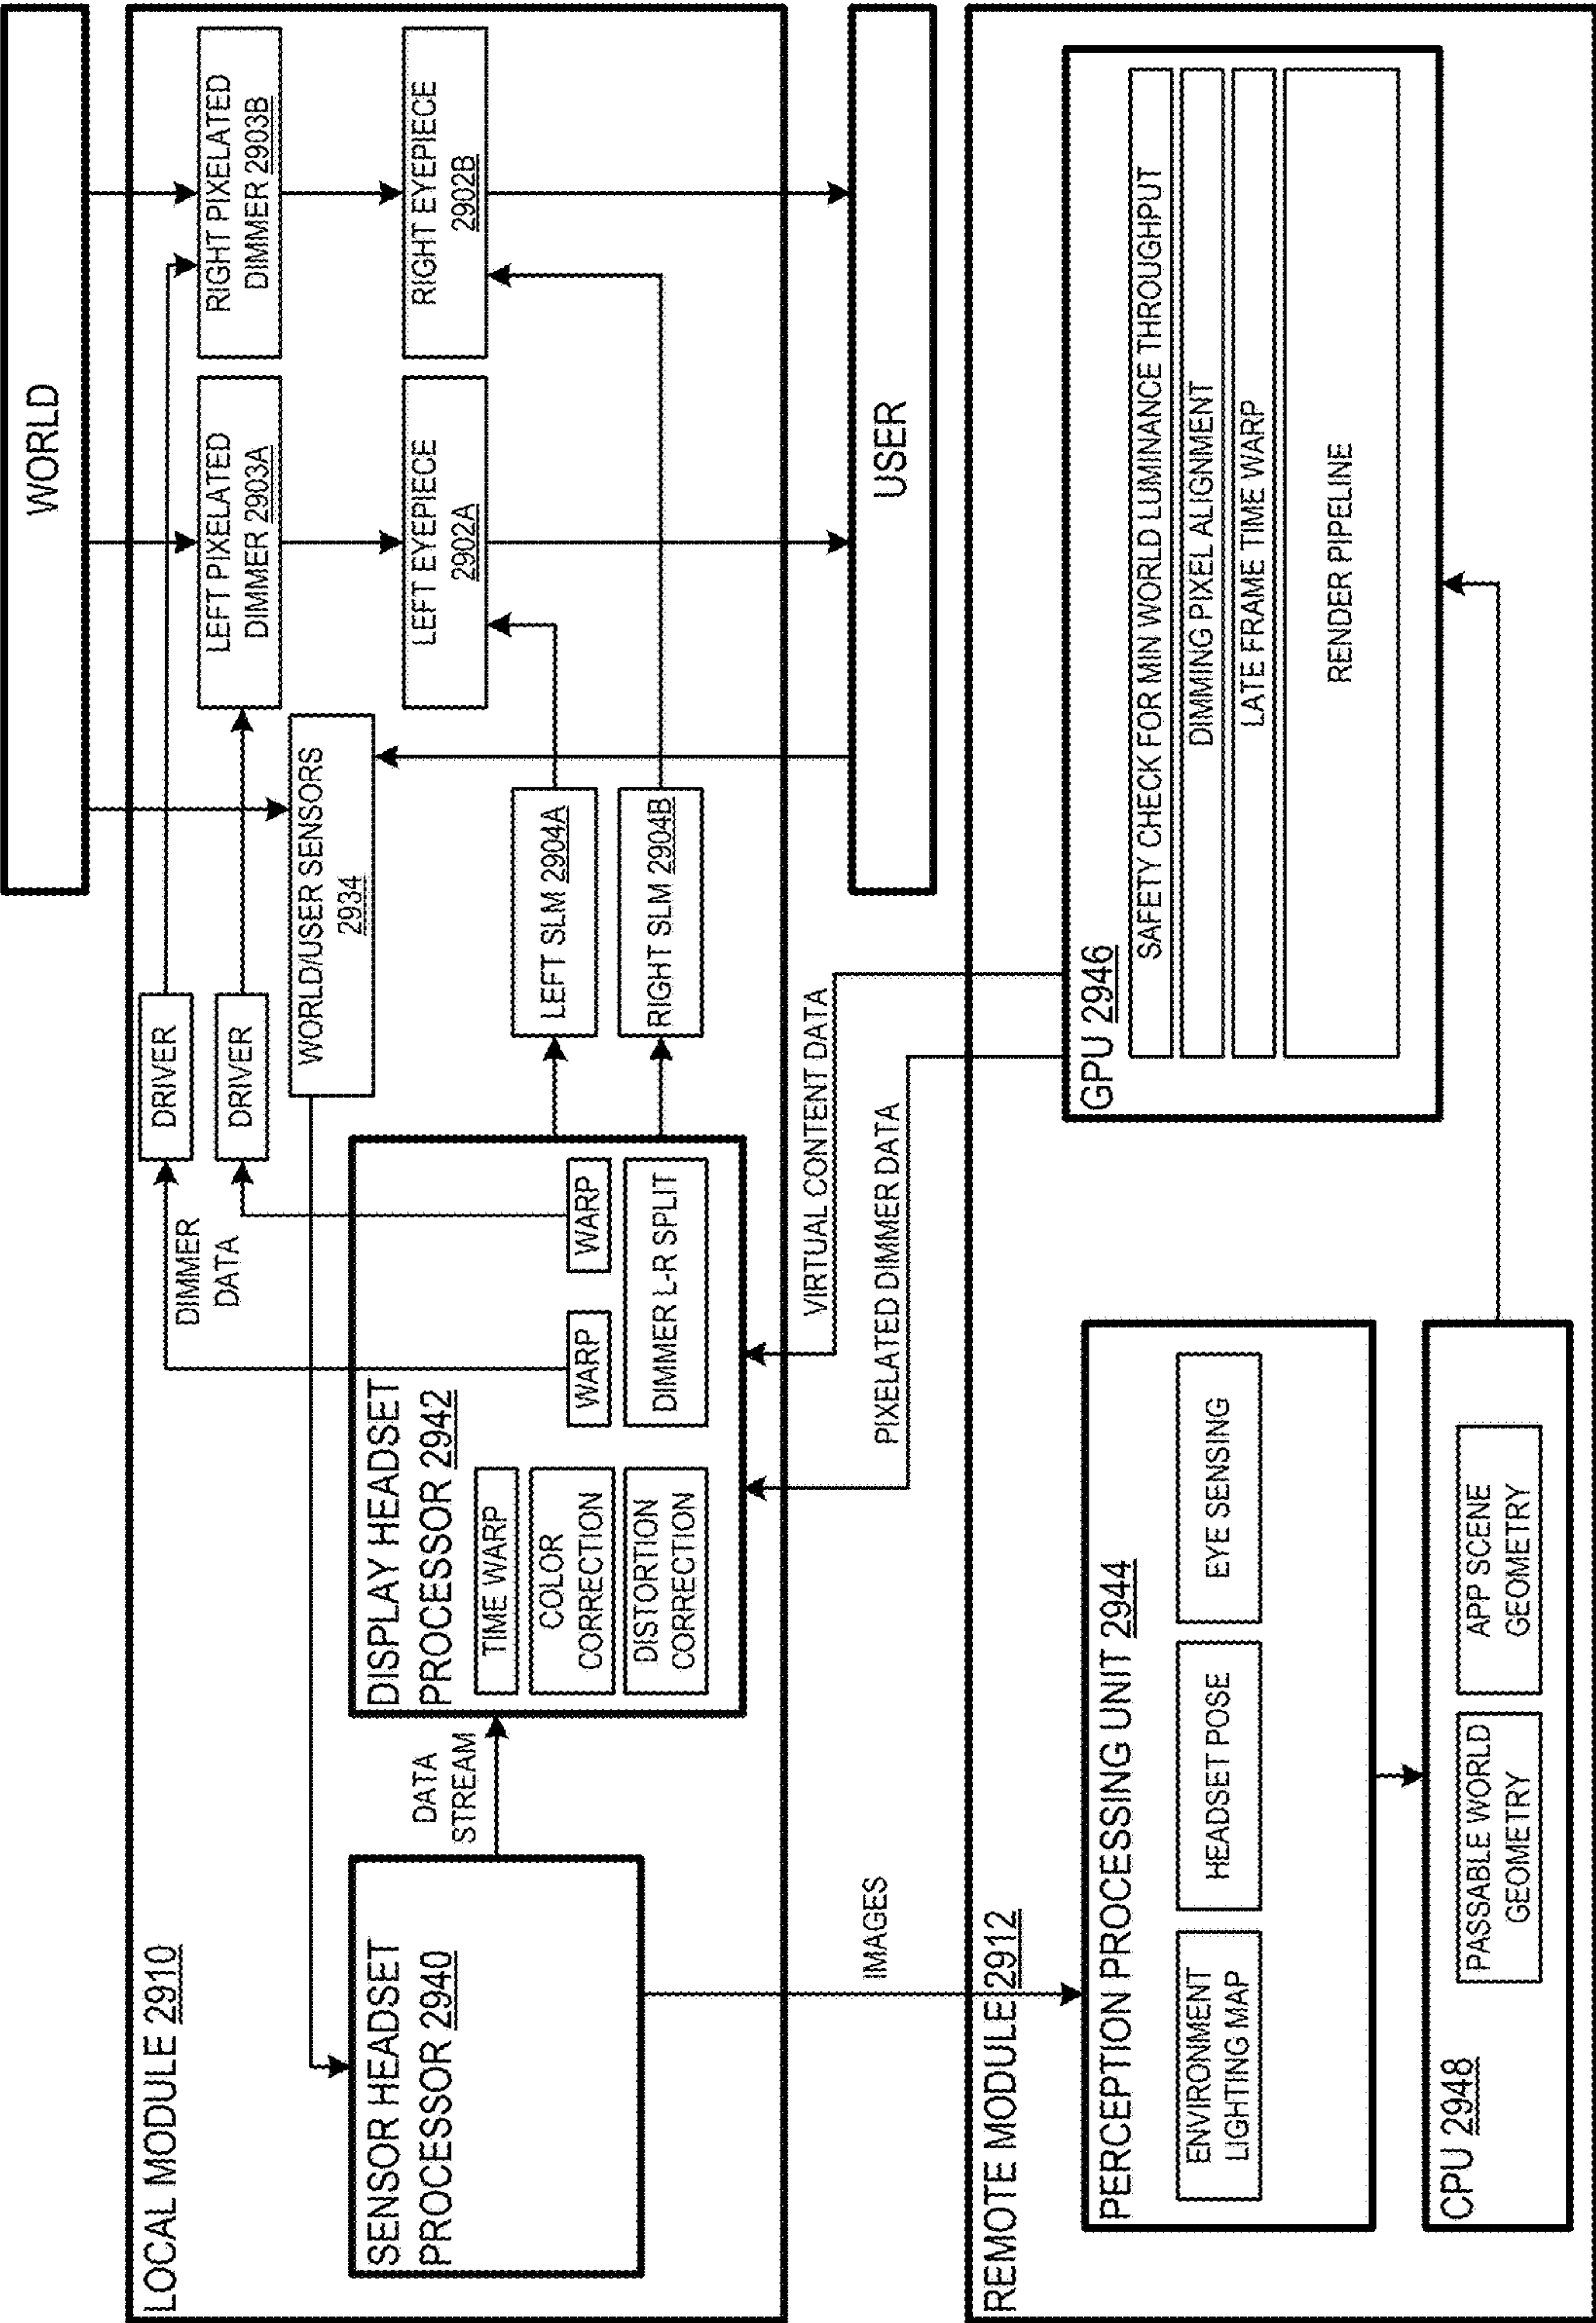 WORLD
LOCAL MODULE 2910
DRIVER
DRIVER
DIMMER
DATA
RIGHT PIXELATED
DIMMER 2903B
LEFT PIXELATED
DIMMER 2903A
WORLD/USER SENSORS
2934
RIGHT EYEPIECE
2902B
LEFT EYEPIECE
2902A
SENSOR HEADSET
PROCESSOR 2940
DATA
STREAM
DISPLAY HEADSET
PROCESSOR 2942
TIME WARP
COLOR
CORRECTION
DISTORTION
CORRECTION
WARP
WARP
DIMMER L-R SPLIT
LEFT SLM 2904A
RIGHT SLM 2904B
USER
IMAGES
VIRTUAL CONTENT DATA
PIXELATED DIMMER DATA
REMOTE MODULE 2912
PERCEPTION PROCESSING UNIT 2944
ENVIRONMENT
LIGHTING MAP
HEADSET POSE
EYE SENSING
CPU 2948
PASSABLE WORLD
GEOMETRY
APP SCENE
GEOMETRY
GPU 2946
SAFETY CHECK FOR MIN WORLD LUMINANCE THROUGHPUT
DIMMING PIXEL ALIGNMENT
LATE FRAME TIME WARP
RENDER PIPELINE